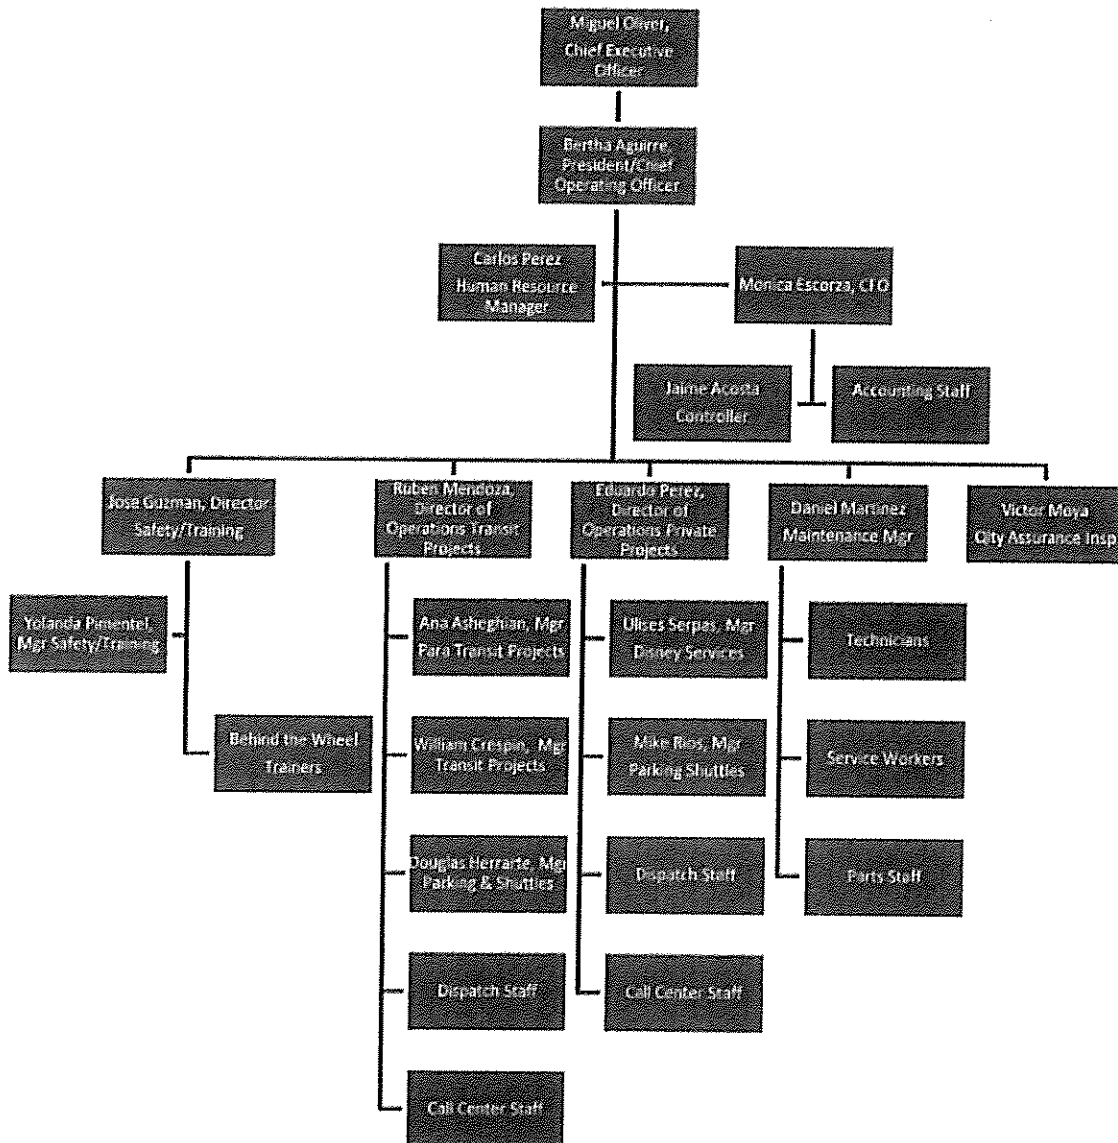 Miguel Oliver,
Chief Executive
Officer
Bertha Aguirre,
President/Chief
Operating Officer
Carlos Perez
Human Resource
Manager
Monica Escorza, CFO
Jaime Acosta
Controller
Accounting Staff
Jose Guzman, Director
Safety/Training
Ruben Mendoza,
Director of
Operations Transit
Projects
Eduardo Perez,
Director of
Operations Private
Projects
Daniel Martinez
Maintenance Mgr
Victor Moya
Qlty Assurance Insp
Yolanda Pimentel,
Mgr Safety/Training
Behind the Wheel
Trainers
Ana Asheghian, Mgr
Para Transit Projects
William Crespin, Mgr
Transit Projects
Douglas Herrarte, Mgr
Parking & Shuttles
Dispatch Staff
Call Center Staff
Ulises Serpas, Mgr
Disney Services
Mike Rios, Mgr
Parking Shuttles
Dispatch Staff
Call Center Staff
Technicians
Service Workers
Parts Staff